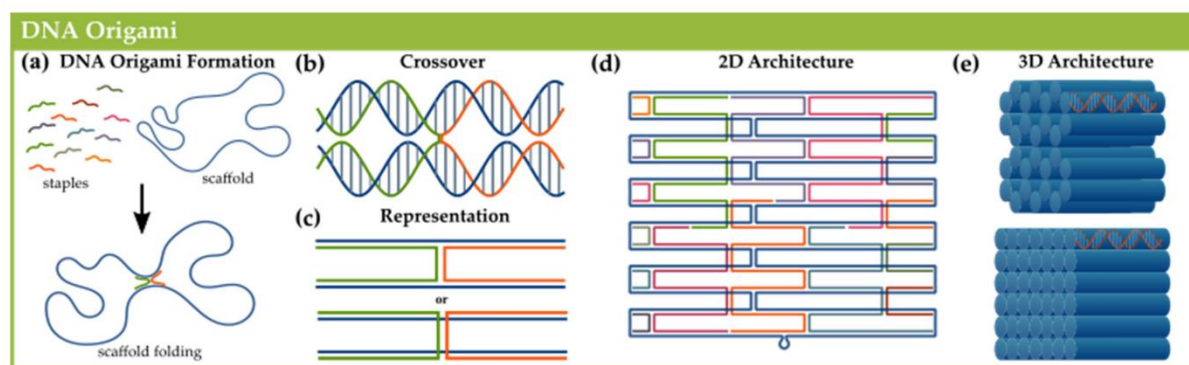 DNA Origami
(a) DNA Origami Formation
staples
scaffold
scaffold folding
(b) Crossover
(c) Representation
or
(d) 2D Architecture
(e) 3D Architecture